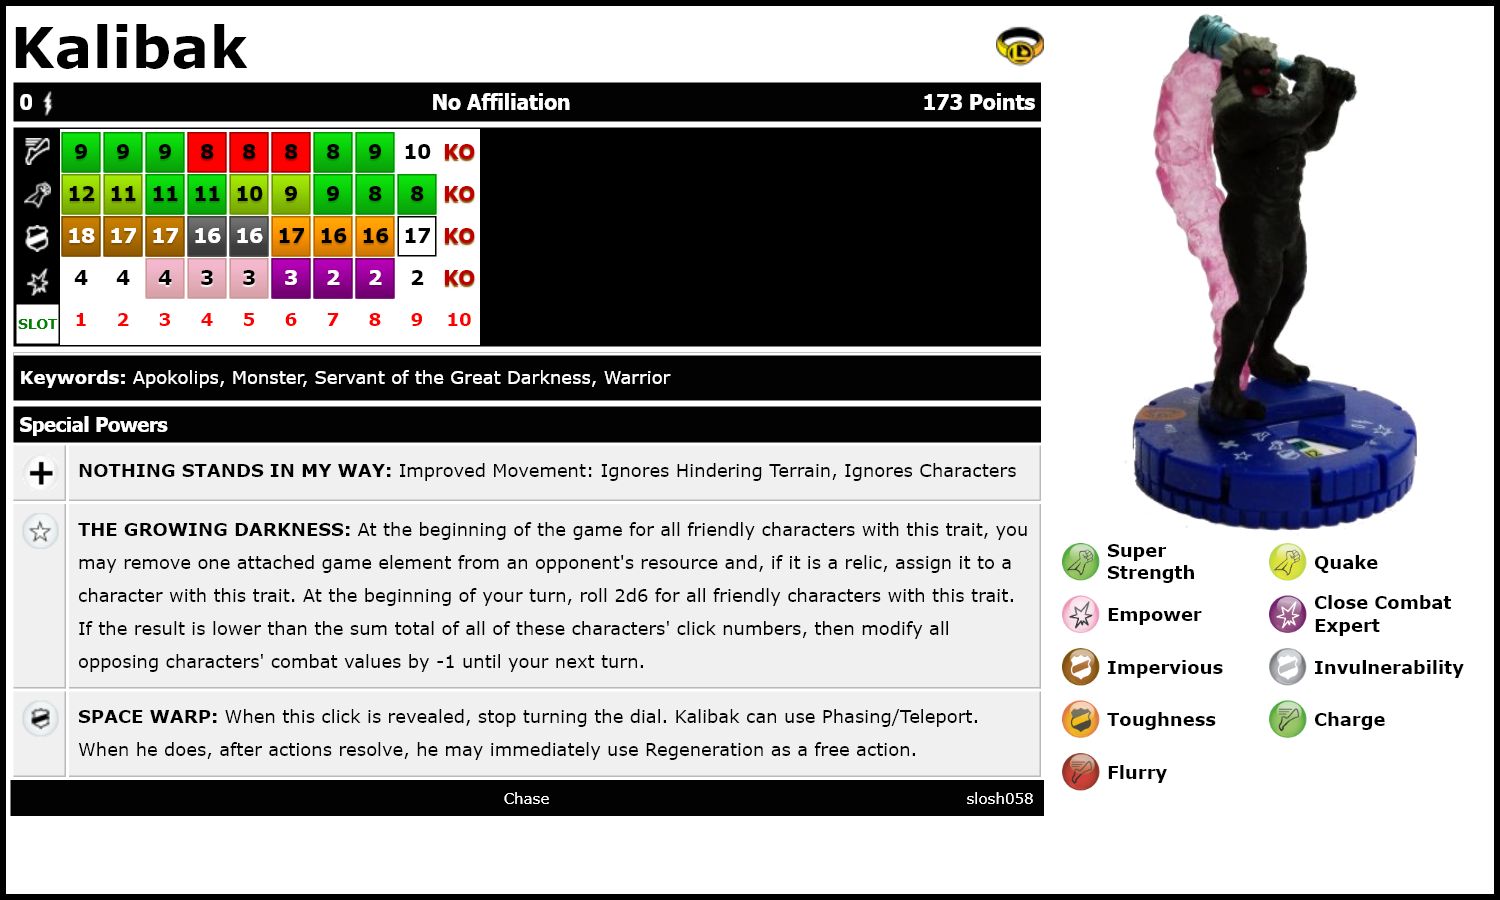 Kalibak
0 No Affiliation 173 Points
9 9 9 8 8 8 8 9 10 KO
12 11 11 11 10 9 9 8 8 KO
18 17 17 16 16 17 16 16 17 KO
4 4 4 3 3 3 2 2 2 KO
SLOT 1 2 3 4 5 6 7 8 9 10
Keywords: Apokolips, Monster, Servant of the Great Darkness, Warrior
Special Powers
NOTHING STANDS IN MY WAY: Improved Movement: Ignores Hindering Terrain, Ignores Characters
THE GROWING DARKNESS: At the beginning of the game for all friendly characters with this trait, you
may remove one attached game element from an opponent's resource and, if it is a relic, assign it to a
character with this trait. At the beginning of your turn, roll 2d6 for all friendly characters with this trait.
If the result is lower than the sum total of all of these characters' click numbers, then modify all
opposing characters' combat values by -1 until your next turn.
SPACE WARP: When this click is revealed, stop turning the dial. Kalibak can use Phasing/Teleport.
When he does, after actions resolve, he may immediately use Regeneration as a free action.
Chase slosh058
Super
Strength
Quake
Empower
Close Combat
Expert
Impervious
Invulnerability
Toughness
Charge
Flurry